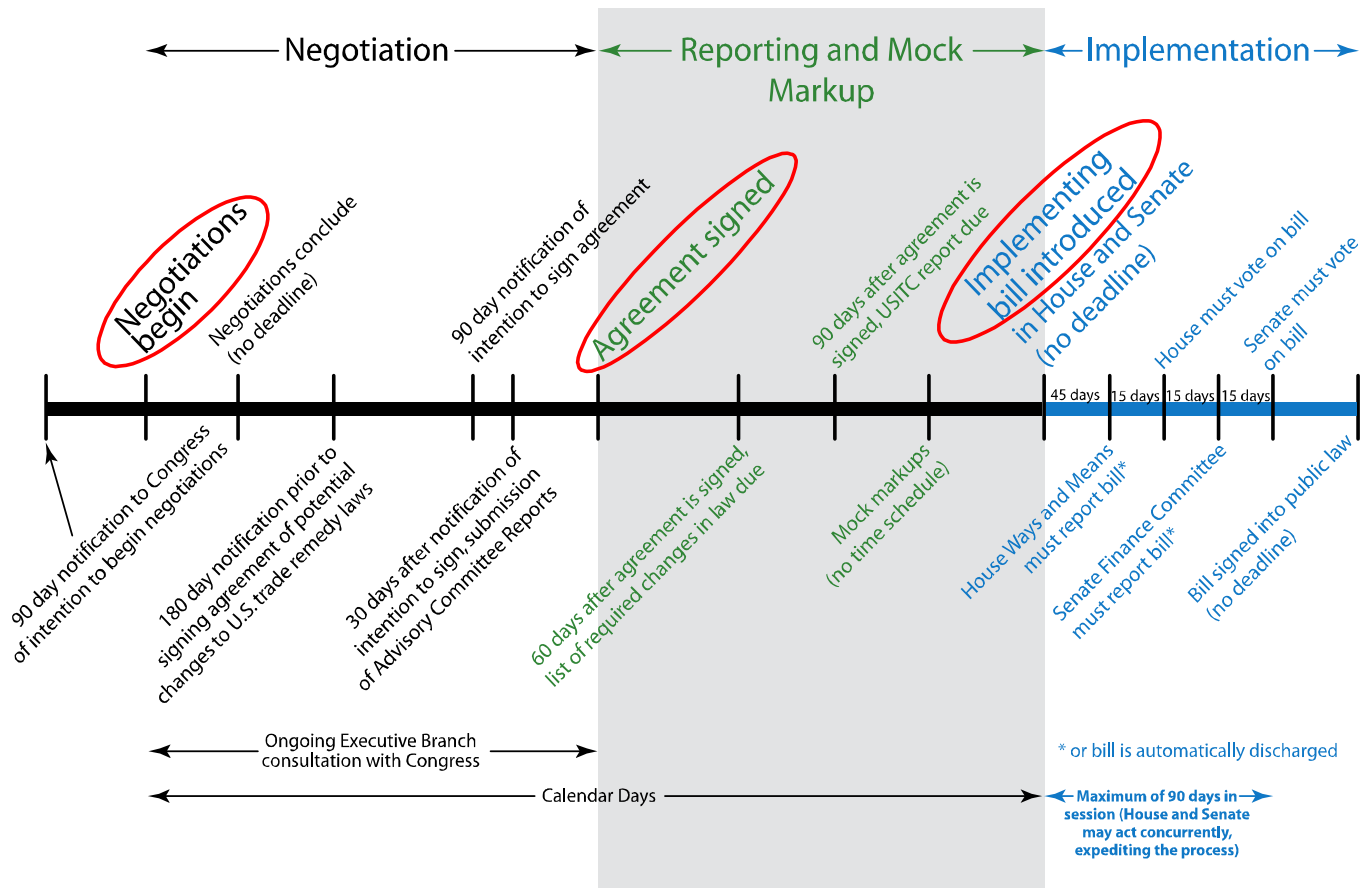 Negotiation
Reporting and Mock
Markup
Implementation
Negotiations
begin
Negotiations conclude
(no deadline)
90 day notification of
intention to sign agreement
Agreement signed
90 days after agreement is
signed, USITC report due
Implementing
bill introduced
in House and Senate
(no deadline)
House must vote on bill
Senate must vote
on bill
45 days
15 days
15 days
15 days
90 day notification to Congress
of intention to begin negotiations
180 day notification prior to
signing agreement of potential
changes to U.S. trade remedy laws
30 days after notification of
intention to sign, submission
of Advisory Committee Reports
60 days after agreement is signed,
list of required changes in law due
Mock markups
(no time schedule)
House Ways and Means
must report bill*
Senate Finance Committee
must report bill*
Bill signed into public law
(no deadline)
Ongoing Executive Branch
consultation with Congress
* or bill is automatically discharged
Calendar Days
Maximum of 90 days in
session (House and Senate
may act concurrently,
expediting the process)